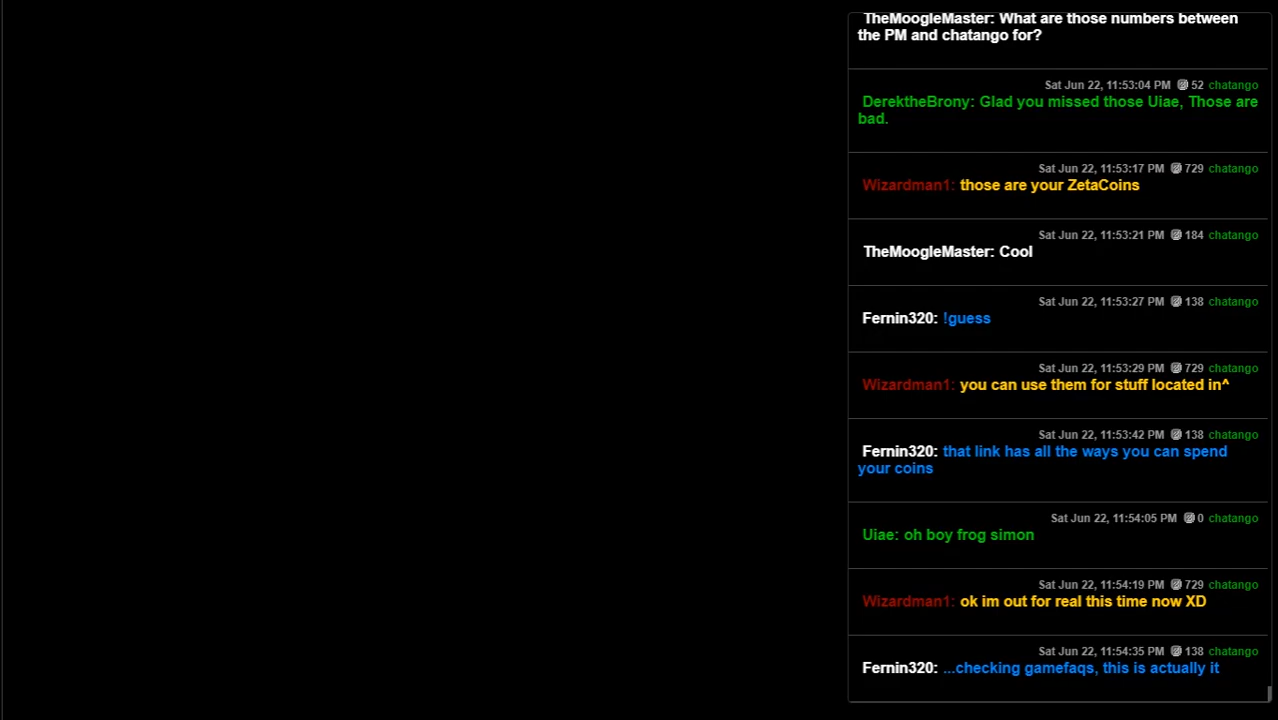 TheMoogleMaster: What are those numbers between
the PM and chatango for?
Sat Jun 22, 11:53:04 PM 52 chatango
DerektheBrony: Glad you missed those Uiae, Those are
bad.
Sat Jun 22, 11:53:17 PM 729 chatango
Wizardman1: those are your ZetaCoins
Sat Jun 22, 11:53:21 PM 184 chatango
TheMoogleMaster: Cool
Sat Jun 22, 11:53:27 PM 138 chatango
Fernin320: !guess
Sat Jun 22, 11:53:29 PM 729 chatango
Wizardman1: you can use them for stuff located in^
Sat Jun 22, 11:53:42 PM 138 chatango
Fernin320: that link has all the ways you can spend
your coins
Sat Jun 22, 11:54:05 PM 0 chatango
Uiae: oh boy frog simon
Sat Jun 22, 11:54:19 PM 729 chatango
Wizardman1: ok im out for real this time now XD
Sat Jun 22, 11:54:35 PM 138 chatango
Fernin320: ...checking gamefaqs, this is actually it